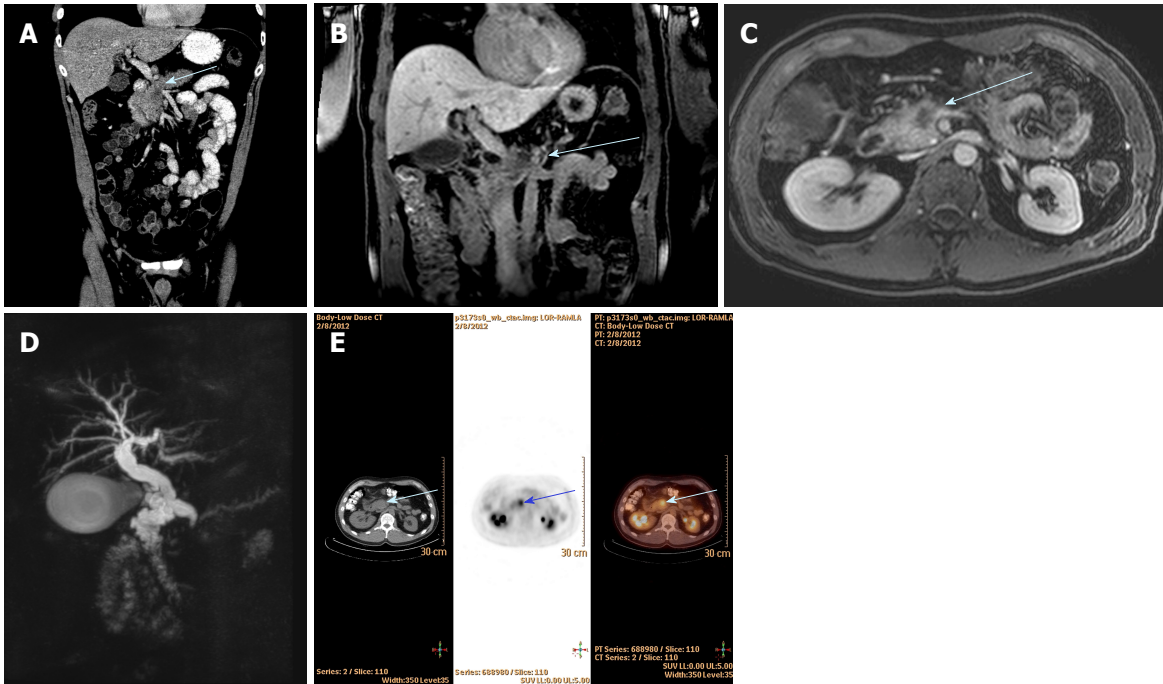 A
B
C
D
E
Body-Low Dose CT
2/8/2012
p3173s0_wb_ctac.img: LOR-RAMLA
2/8/2012
PT: p3173s0_wb_ctac.img: LOR-RAMLA
CT: Body-Low Dose CT
PT: 2/8/2012
CT: 2/8/2012
30 cm
30 cm
30 cm
Series: 2 / Slice: 110
Width:350 Level:35
Series: 688980 / Slice: 110
SUV LL:0.00 UL:5.00
PT Series: 688980 / Slice: 110
CT Series: 2 / Slice: 110
SUV LL:0.00 UL:5.00
Width:350 Level:35